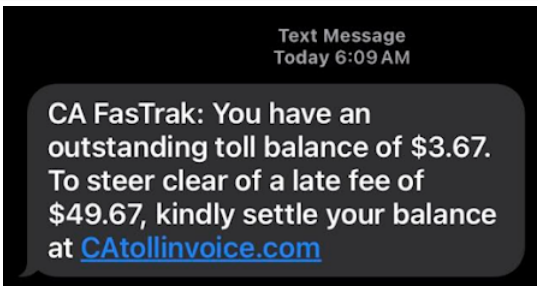 Text Message
Today 6:09 AM
CA FasTrak: You have an
outstanding toll balance of $3.67.
To steer clear of a late fee of
$49.67, kindly settle your balance
at CAtollinvoice.com